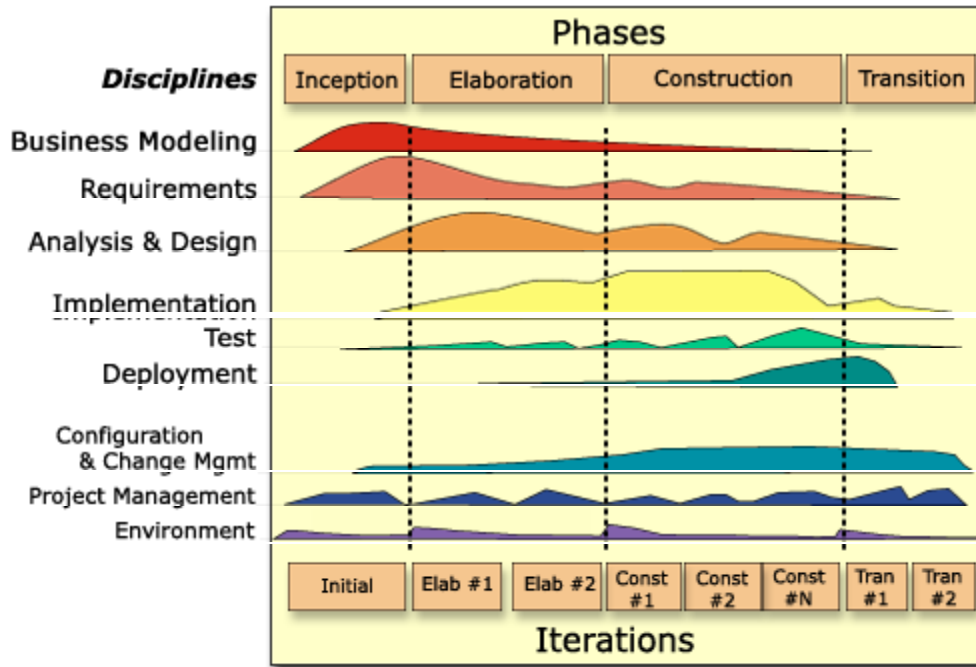 Phases
Disciplines
Inception
Elaboration
Construction
Transition
Business Modeling
Requirements
Analysis & Design
Implementation
Test
Deployment
Configuration
& Change Mgmt
Project Management
Environment
Initial
Elab #1
Elab #2
Const
#1
Const
#2
Const
#N
Tran
#1
Tran
#2
Iterations